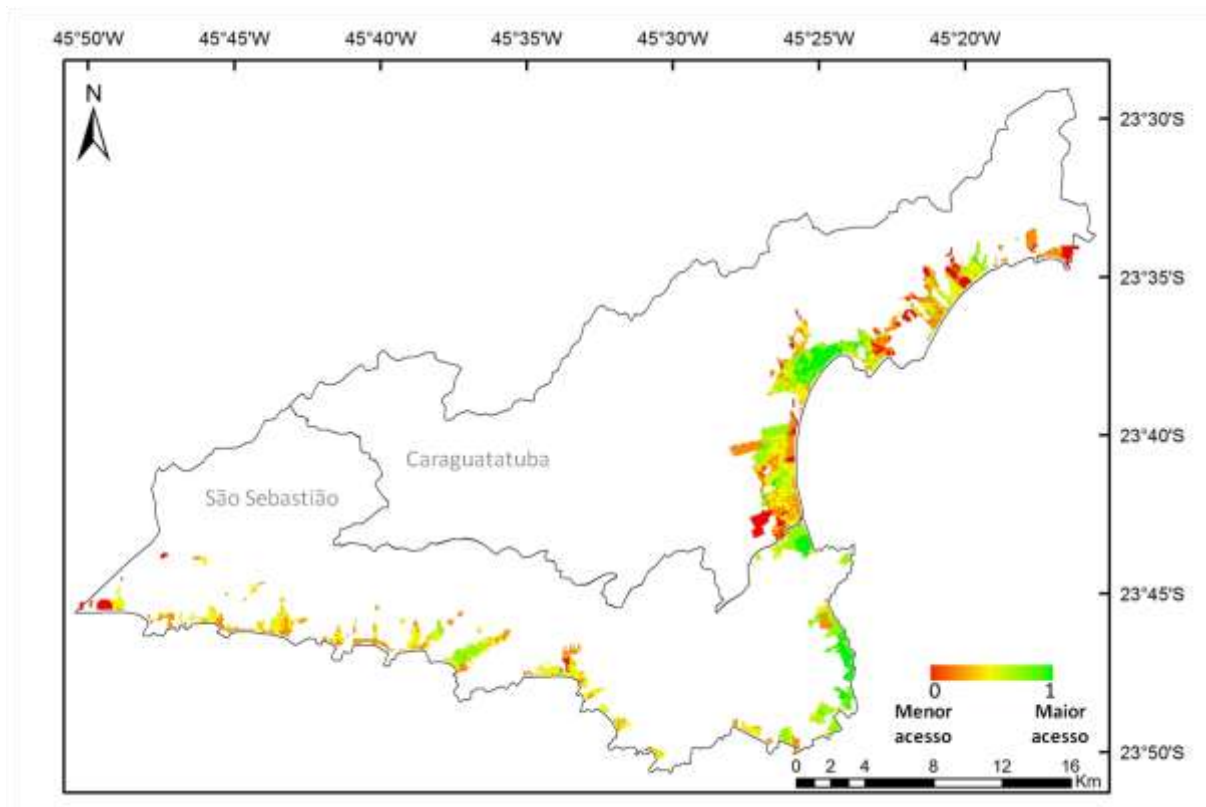 45°50'W 45°45'W 45°40'W 45°35'W 45°30'W 45°25'W 45°20'W
N
23°30'S
23°35'S
23°40'S
Caraguatatuba
São Sebastião
23°45'S
0 1
Menor Maior
acesso acesso
23°50'S
0 2 4 8 12 16
Km